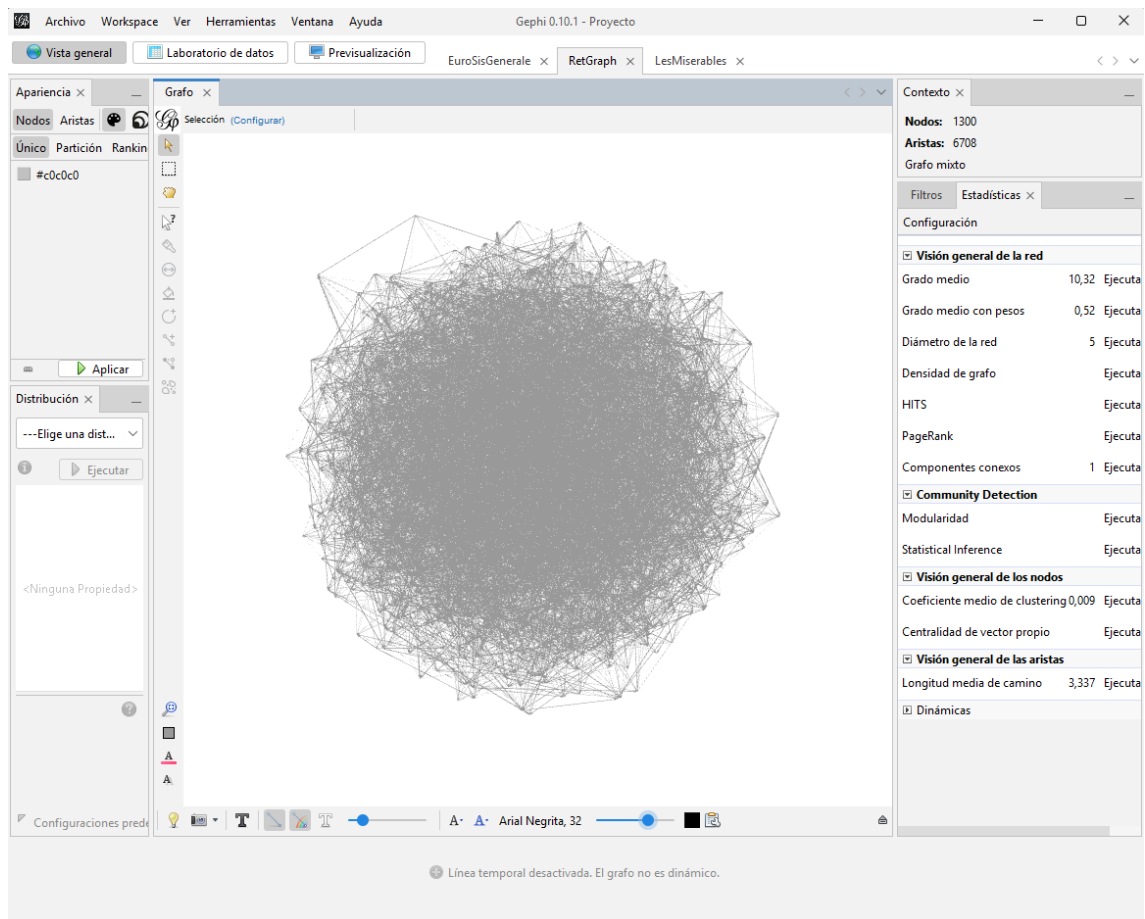 Archivo Workspace Ver Herramientas Ventana Ayuda Gephi 0.10.1 - Proyecto
Vista general Laboratorio de datos Previsualización EuroSisGenerale RetGraph LesMiserables
Apariencia
Nodos Aristas
Único Partición Rankin
#c0c0c0
Aplicar
Distribución
---Elige una dist...
Ejecutar
<Ninguna Propiedad>
Configuraciones prede
Grafo
Selección (Configurar)
A
A
T T A- A- Arial Negrita, 32
Contexto
Nodos: 1300
Aristas: 6708
Grafo mixto
Filtros Estadísticas
Configuración
Visión general de la red
Grado medio 10,32 Ejecuta
Grado medio con pesos 0,52 Ejecuta
Diámetro de la red 5 Ejecuta
Densidad de grafo Ejecuta
HITS Ejecuta
PageRank Ejecuta
Componentes conexos 1 Ejecuta
Community Detection
Modularidad Ejecuta
Statistical Inference Ejecuta
Visión general de los nodos
Coeficiente medio de clustering 0,009 Ejecuta
Centralidad de vector propio Ejecuta
Visión general de las aristas
Longitud media de camino 3,337 Ejecuta
Dinámicas
Línea temporal desactivada. El grafo no es dinámico.